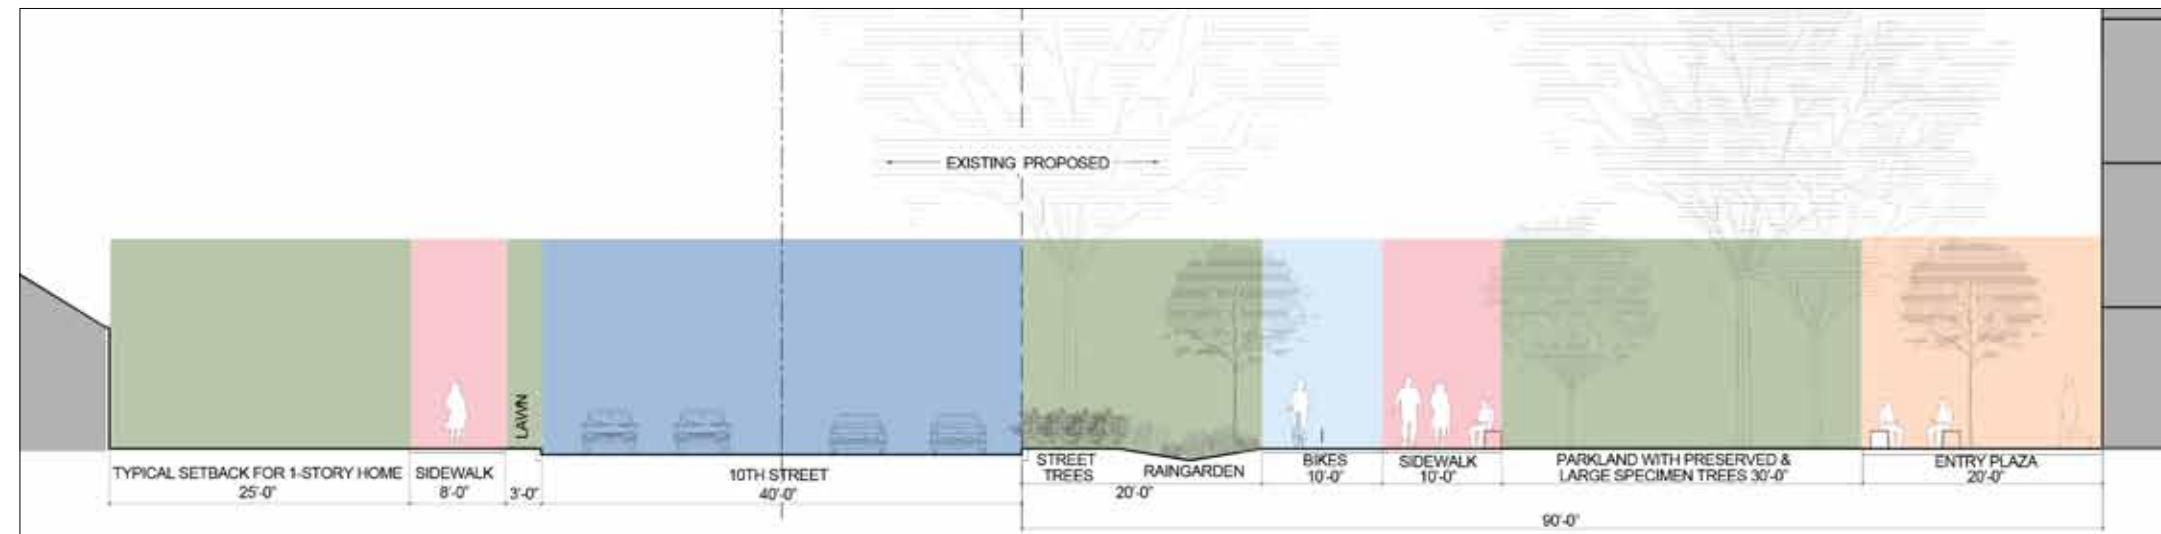 EXISTING PROPOSED
LAWN
TYPICAL SETBACK FOR 1-STORY HOME
25'-0"
SIDEWALK
8'-0"
3'-0"
10TH STREET
40'-0"
STREET
TREES
RAINGARDEN
20'-0"
BIKES
10'-0"
SIDEWALK
10'-0"
PARKLAND WITH PRESERVED &
LARGE SPECIMEN TREES 30'-0"
ENTRY PLAZA
20'-0"
90'-0"